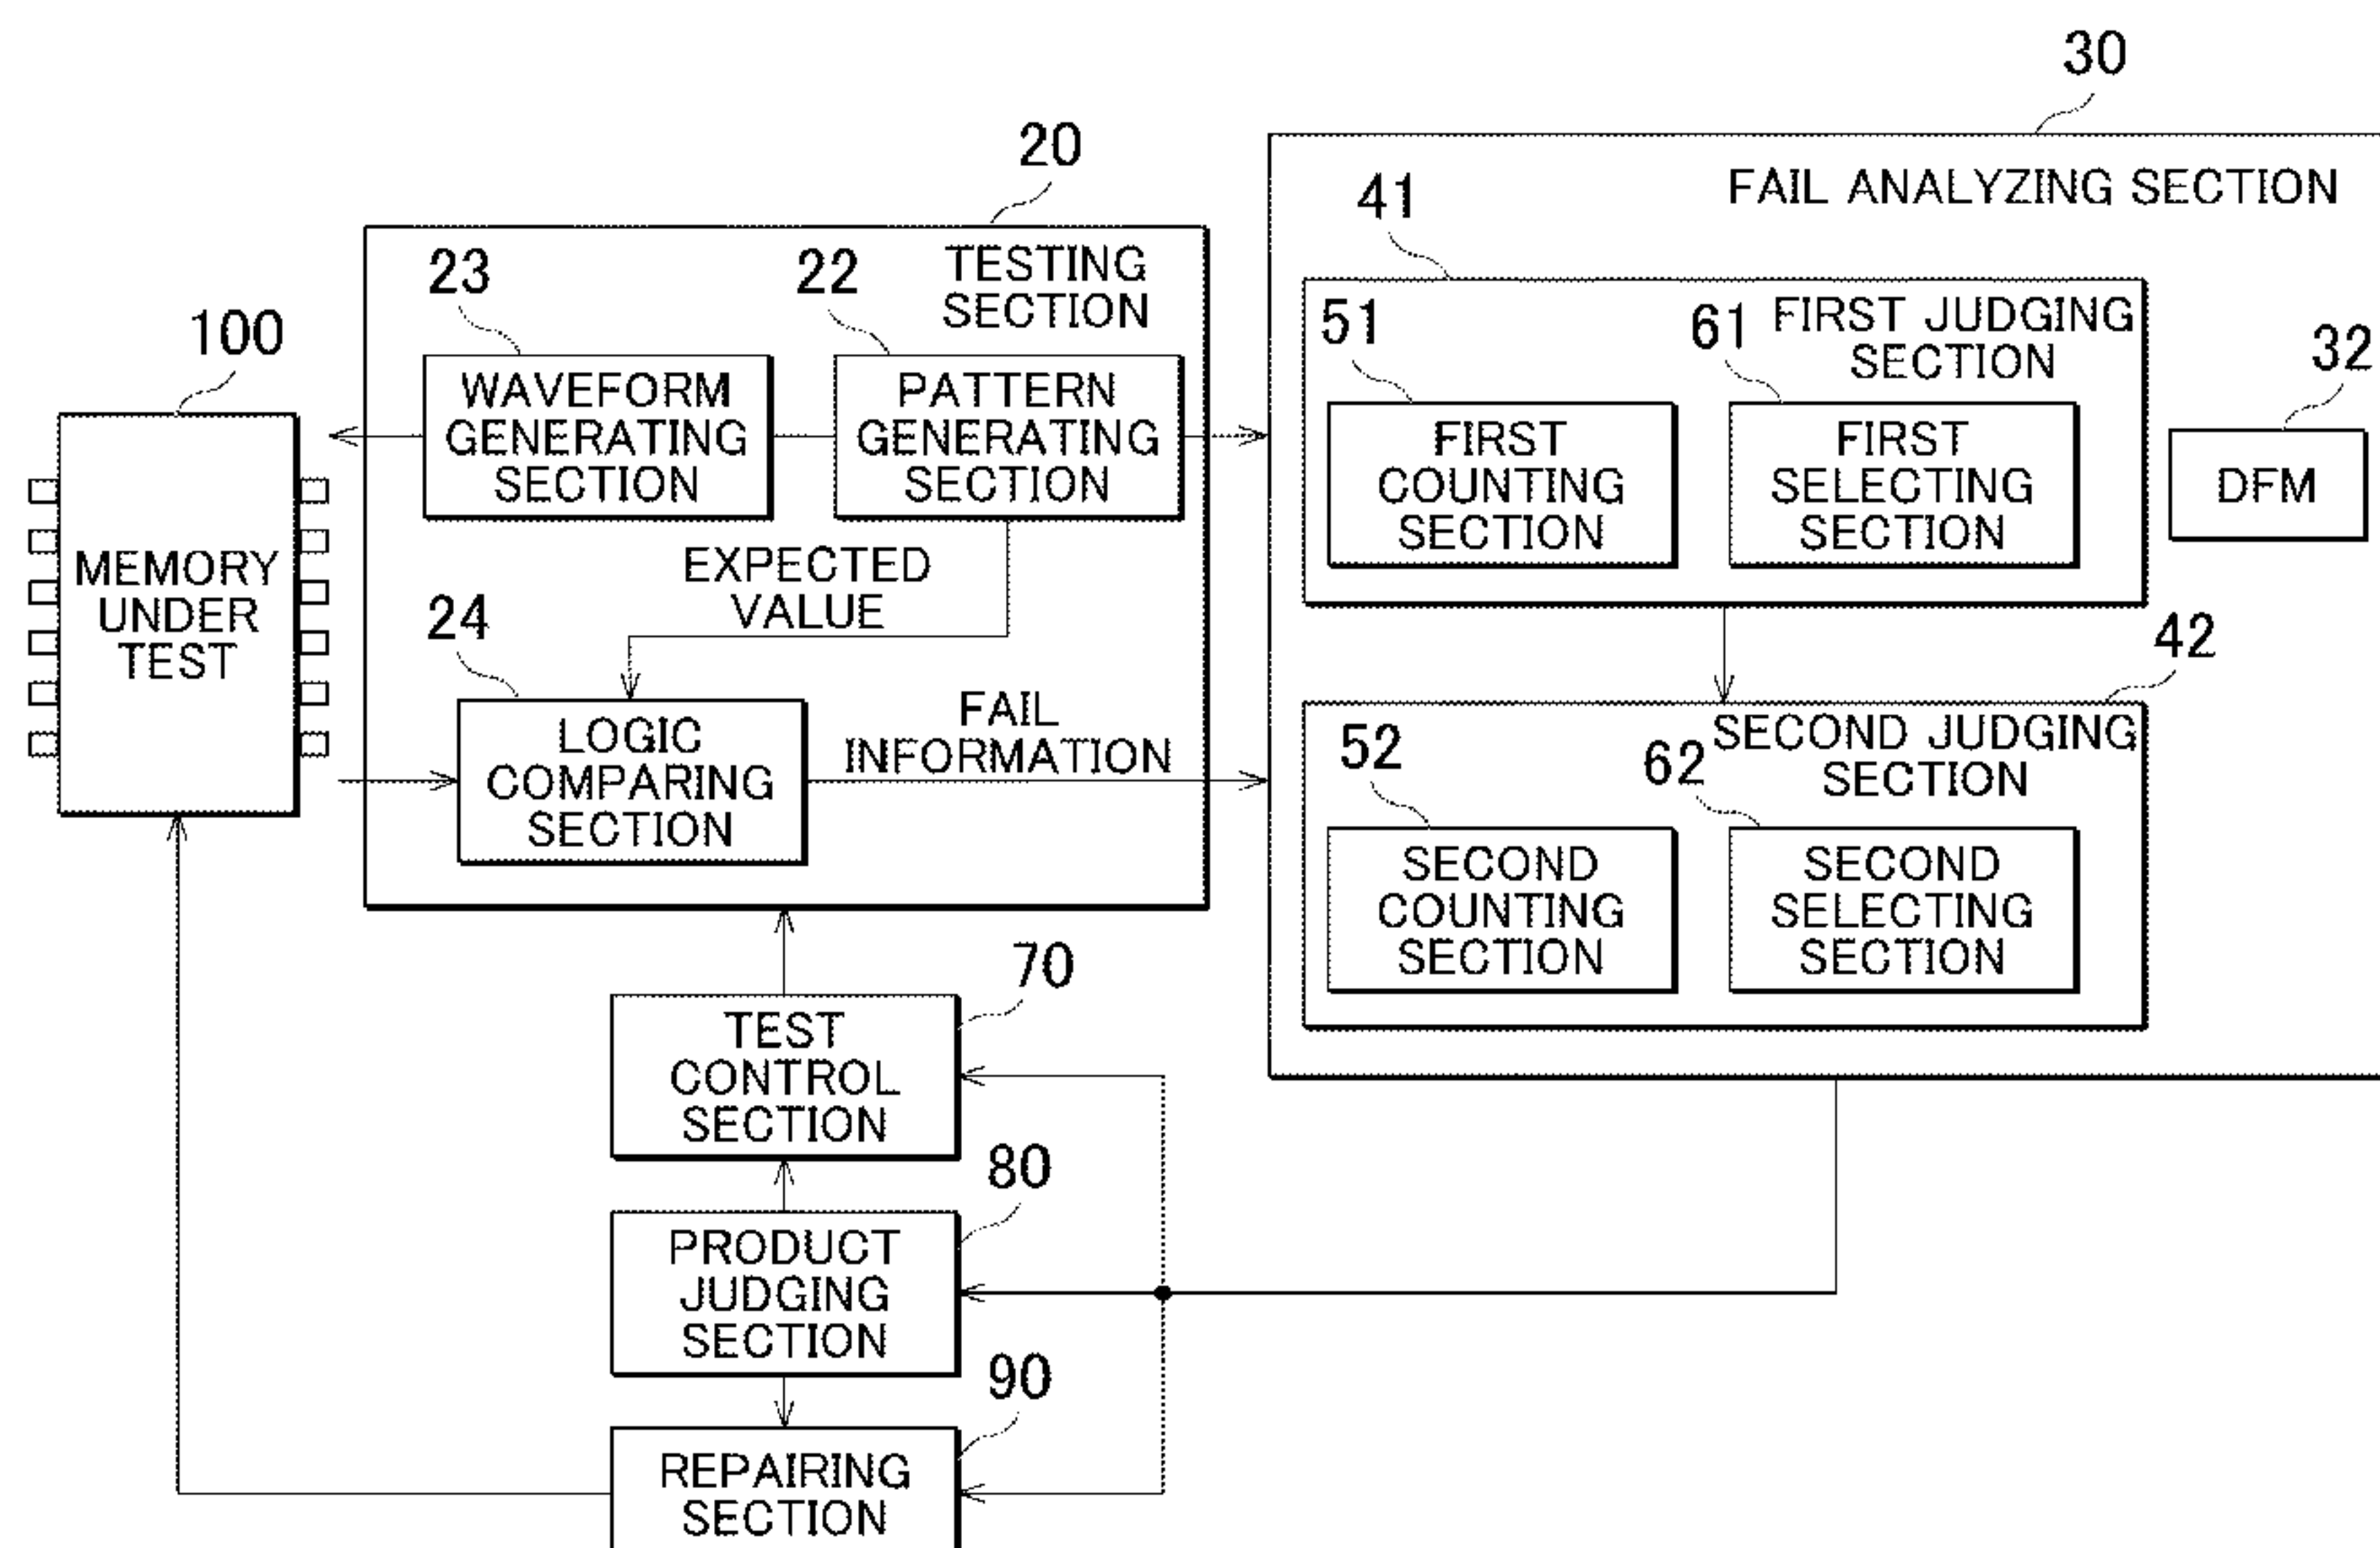 30
20
FAIL ANALYZING SECTION
41
TESTING
SECTION
23
22
100
51
61
FIRST JUDGING
SECTION
32
WAVEFORM
GENERATING
SECTION
PATTERN
GENERATING
SECTION
FIRST
COUNTING
SECTION
FIRST
SELECTING
SECTION
DFM
MEMORY
UNDER
TEST
EXPECTED
VALUE
24
42
LOGIC
COMPARING
SECTION
FAIL
INFORMATION
SECOND JUDGING
SECTION
52
62
SECOND
COUNTING
SECTION
SECOND
SELECTING
SECTION
70
TEST
CONTROL
SECTION
80
PRODUCT
JUDGING
SECTION
90
REPAIRING
SECTION